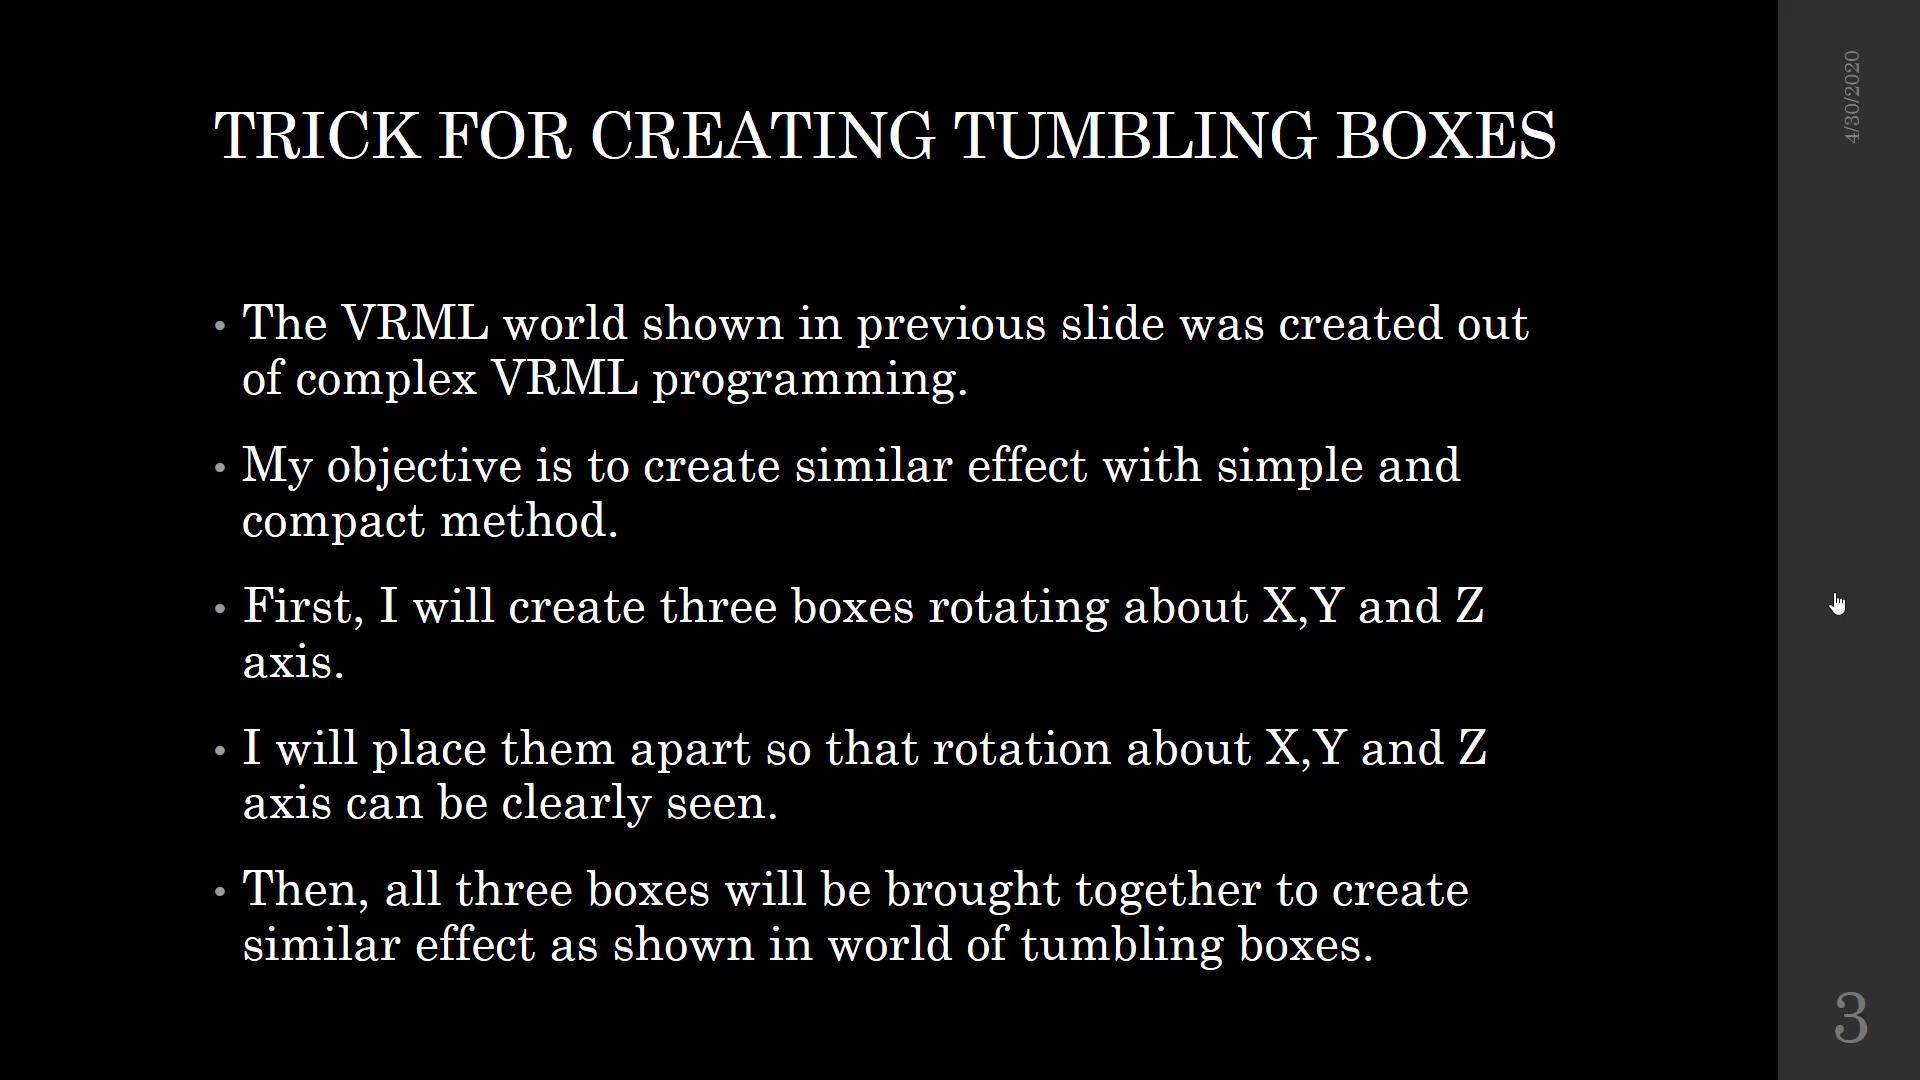 TRICK FOR CREATING TUMBLING BOXES
• The VRML world shown in previous slide was created out
of complex VRML programming.
• My objective is to create similar effect with simple and
compact method.
• First, I will create three boxes rotating about X,Y and Z
axis.
• I will place them apart so that rotation about X,Y and Z
axis can be clearly seen.
• Then, all three boxes will be brought together to create
similar effect as shown in world of tumbling boxes.
4/30/2020
3